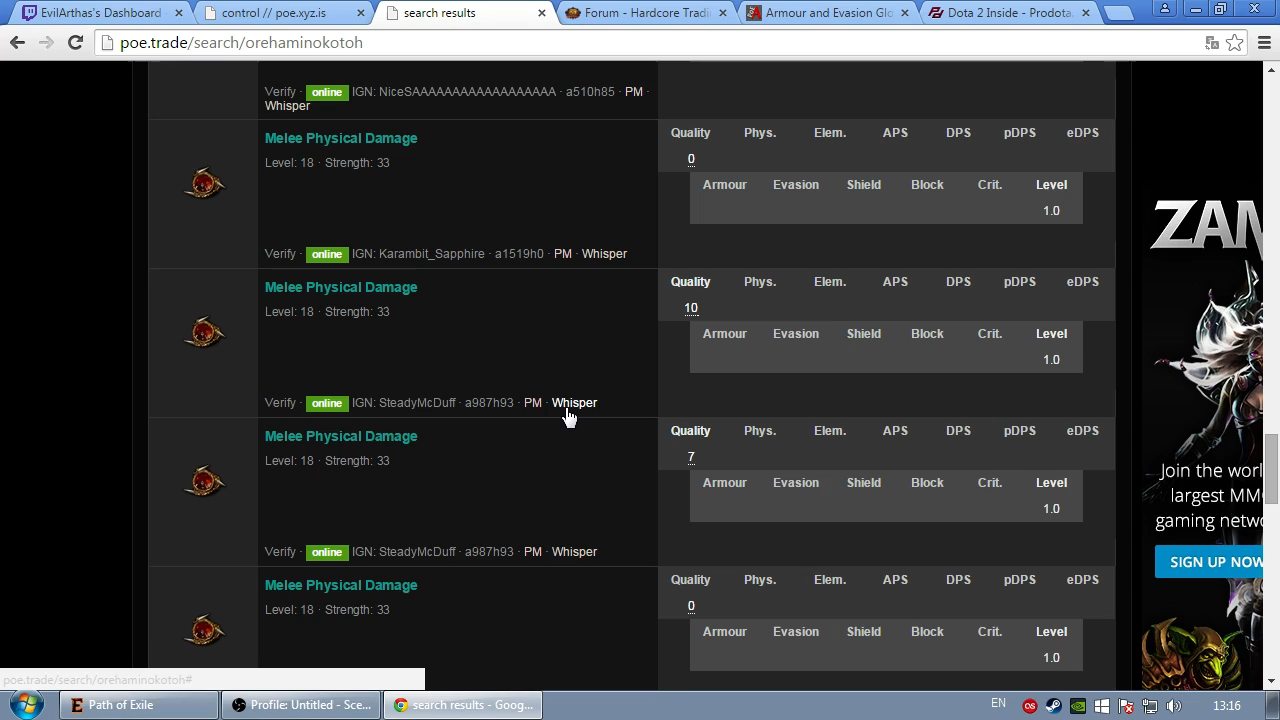 EvilArthas's Dashboard
control // poe.xyz.is
search results
Forum - Hardcore Tradi
Armour and Evasion Glo
Dota 2 Inside - Prodota.
poe.trade/search/orehaminokotoh
Verify · online IGN: NiceSAAAAAAAAAAAAAAAAAA · a510h85 · PM ·
Whisper
Melee Physical Damage
Level: 18 · Strength: 33
Quality Phys. Elem. APS DPS pDPS eDPS
0
Armour Evasion Shield Block Crit. Level
1.0
Verify · online IGN: Karambit_Sapphire · a1519h0 · PM · Whisper
Melee Physical Damage
Level: 18 · Strength: 33
Quality Phys. Elem. APS DPS pDPS eDPS
10
Armour Evasion Shield Block Crit. Level
1.0
Verify · online IGN: SteadyMcDuff · a987h93 · PM · Whisper
Melee Physical Damage
Level: 18 · Strength: 33
Quality Phys. Elem. APS DPS pDPS eDPS
7
Armour Evasion Shield Block Crit. Level
1.0
Verify · online IGN: SteadyMcDuff · a987h93 · PM · Whisper
Melee Physical Damage
Level: 18 · Strength: 33
Quality Phys. Elem. APS DPS pDPS eDPS
0
Armour Evasion Shield Block Crit. Level
1.0
ZAM
Join the worl
largest MM
gaming netw
SIGN UP NOW
poe.trade/search/orehaminokotoh#
Path of Exile
Profile: Untitled - Sce...
search results - Goog...
EN
13:16